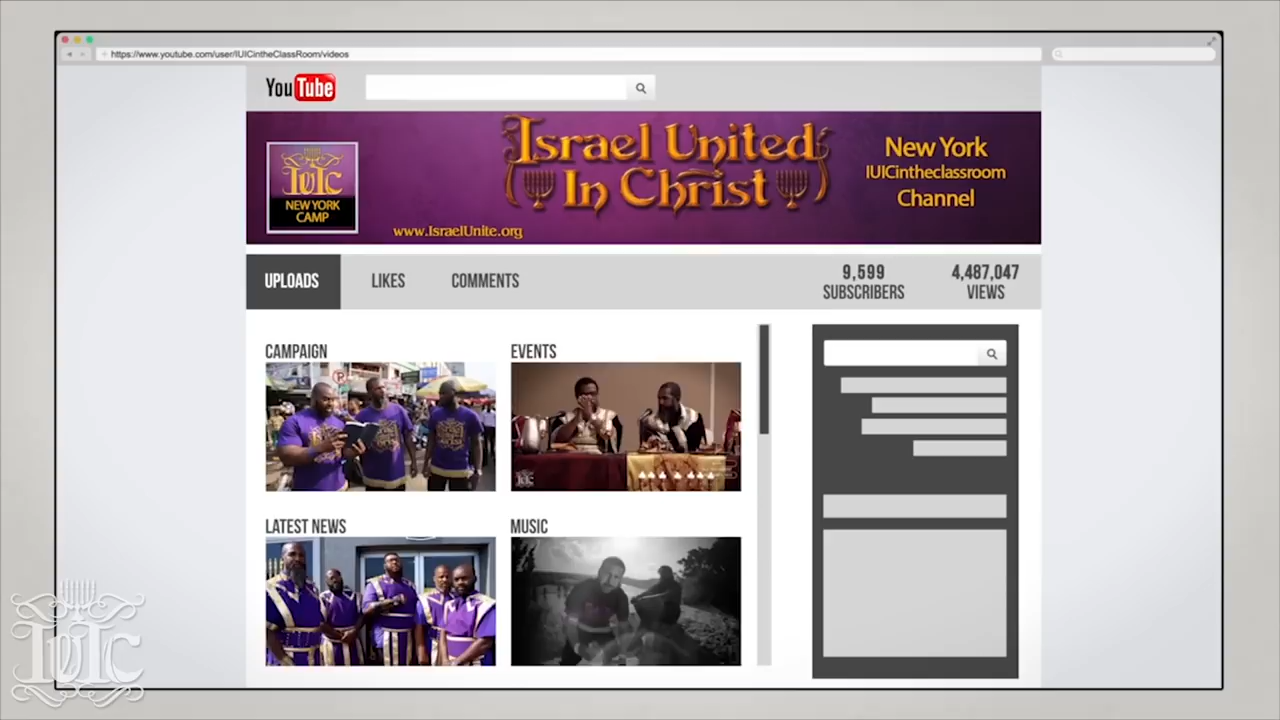 https://www.youtube.com/user/IUICintheClassRoom/videos
YouTube
Israel United
In Christ
New York
IUICintheclassroom
Channel
IUIC
NEW YORK
CAMP
www.IsraelUnite.org
UPLOADS
LIKES
COMMENTS
9,599
SUBSCRIBERS
4,487,047
VIEWS
CAMPAIGN
EVENTS
LATEST NEWS
MUSIC
IUIC